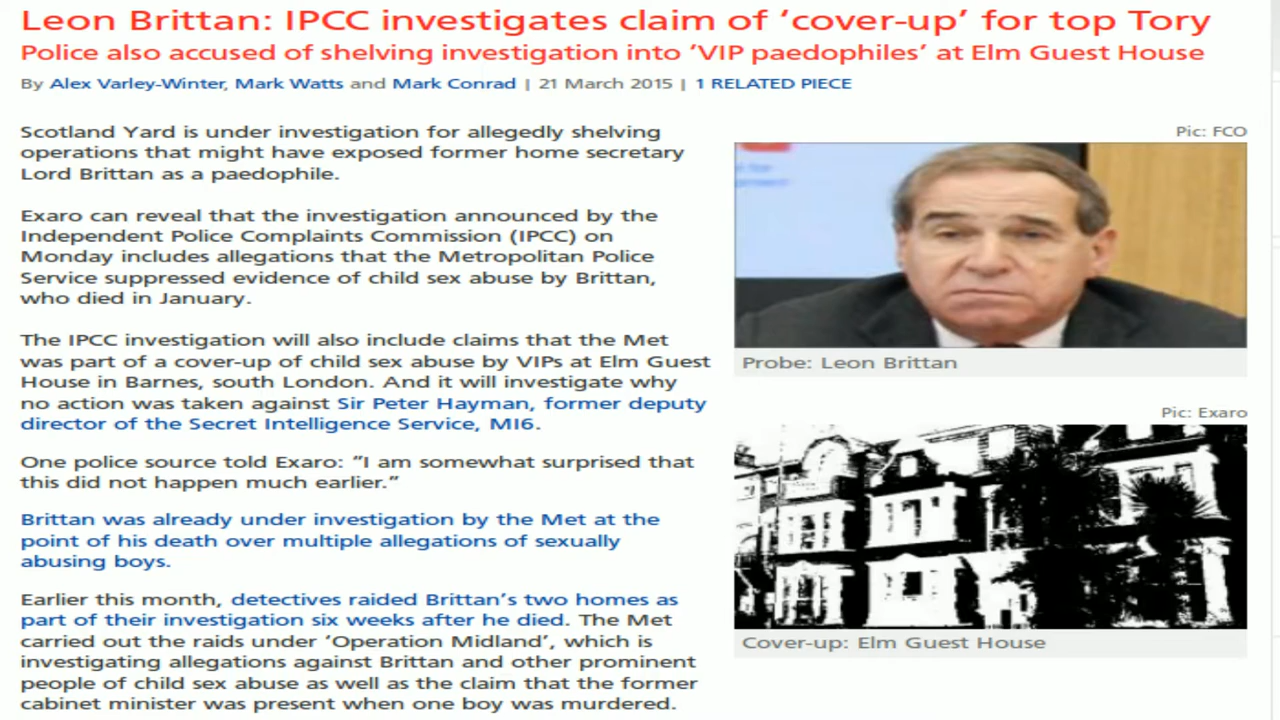 Leon Brittan: IPCC investigates claim of ‘cover-up’ for top Tory
Police also accused of shelving investigation into ‘VIP paedophiles’ at Elm Guest House
By Alex Varley-Winter, Mark Watts and Mark Conrad | 21 March 2015 | 1 RELATED PIECE
Scotland Yard is under investigation for allegedly shelving
operations that might have exposed former home secretary
Lord Brittan as a paedophile.
Exaro can reveal that the investigation announced by the
Independent Police Complaints Commission (IPCC) on
Monday includes allegations that the Metropolitan Police
Service suppressed evidence of child sex abuse by Brittan,
who died in January.
The IPCC investigation will also include claims that the Met
was part of a cover-up of child sex abuse by VIPs at Elm Guest
House in Barnes, south London. And it will investigate why
no action was taken against Sir Peter Hayman, former deputy
director of the Secret Intelligence Service, MI6.
One police source told Exaro: “I am somewhat surprised that
this did not happen much earlier.”
Brittan was already under investigation by the Met at the
point of his death over multiple allegations of sexually
abusing boys.
Earlier this month, detectives raided Brittan’s two homes as
part of their investigation six weeks after he died. The Met
carried out the raids under ‘Operation Midland’, which is
investigating allegations against Brittan and other prominent
people of child sex abuse as well as the claim that the former
cabinet minister was present when one boy was murdered.
Pic: FCO
Probe: Leon Brittan
Pic: Exaro
Cover-up: Elm Guest House